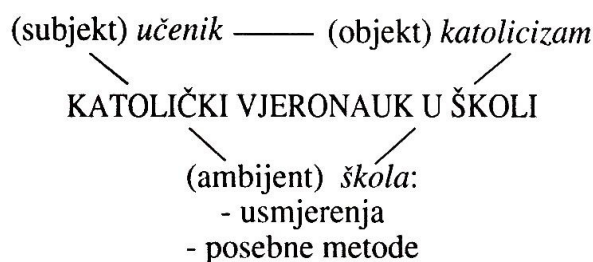 (subjekt) učenik —— (objekt) katolicizam
KATOLIČKI VJERONAUK U ŠKOLI
(ambijent) škola:
- usmjerenja
- posebne metode